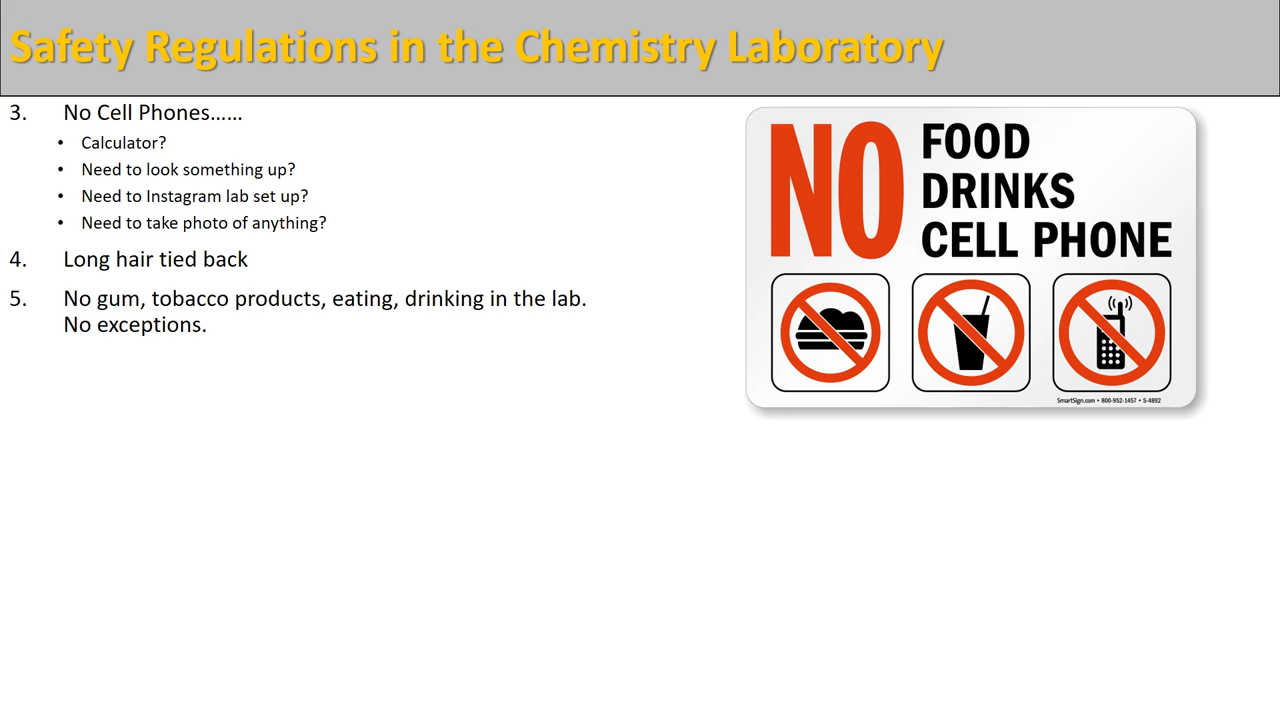 Safety Regulations in the Chemistry Laboratory
3. No Cell Phones……
• Calculator?
• Need to look something up?
• Need to Instagram lab set up?
• Need to take photo of anything?
4. Long hair tied back
5. No gum, tobacco products, eating, drinking in the lab.
No exceptions.
NO
FOOD
DRINKS
CELL PHONE
SmartSign.com • 800-952-1457 • S-4892